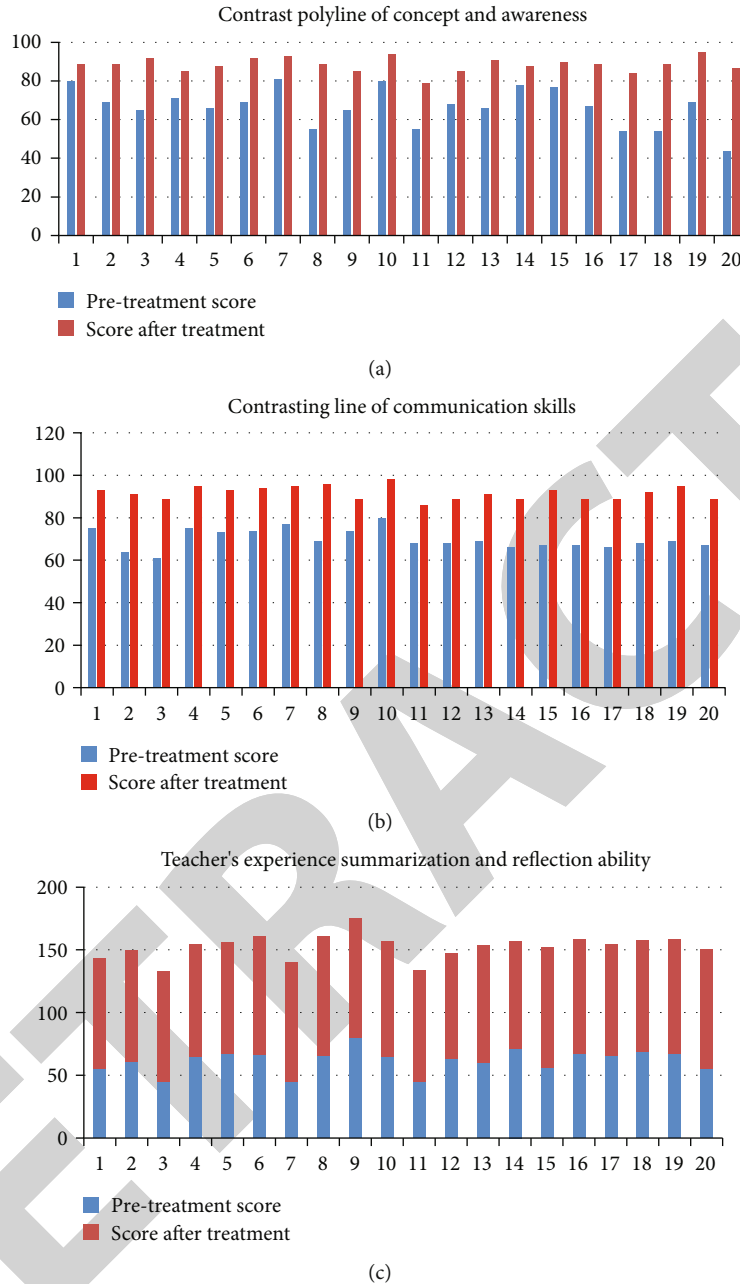 Contrast polyline of concept and awareness
100
80
60
40
20
0
1 2 3 4 5 6 7 8 9 10 11 12 13 14 15 16 17 18 19 20
Pre-treatment score
Score after treatment
(a)
Contrasting line of communication skills
120
100
80
60
40
20
0
1 2 3 4 5 6 7 8 9 10 11 12 13 14 15 16 17 18 19 20
Pre-treatment score
Score after treatment
(b)
Teacher's experience summarization and reflection ability
200
150
100
50
0
1 2 3 4 5 6 7 8 9 10 11 12 13 14 15 16 17 18 19 20
Pre-treatment score
Score after treatment
(c)
ETRACT